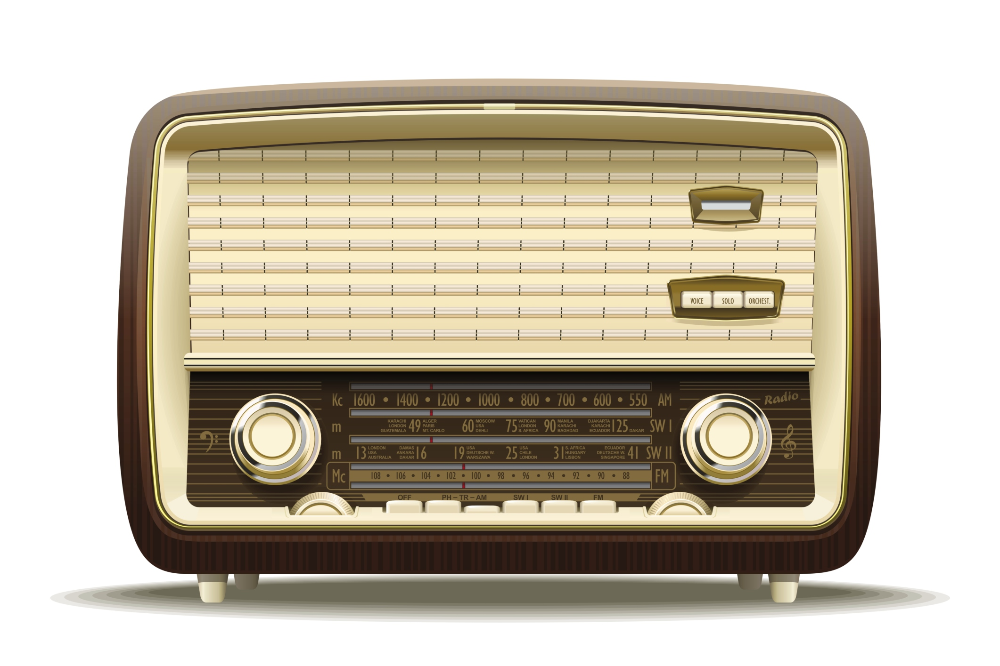 VOICE SOLO ORCHEST.
Radio
Kc 1600 • 1400 • 1200 • 1000 • 800 • 700 • 600 • 550 AM
m KARACHI LONDON GUATEMALA 49 ALGER PARIS MT. CARLO 60 MOSCOW USA DEHLI 75 VATICAN LONDON S. AFRICA 90 MANILA KARACHI BAGHDAD DJAKARTA KARACHI ECUADOR 125 DAKAR SW I
m 13 LONDON USA AUSTRALIA DAMAS ANKARA DAKAR 16 19 USA DEUTSCHE W. WARSZAWA 25 USA CHILE LONDON 31 S. AFRICA HUNGARY LISBON ECUADOR DEUTSCHE W. SINGAPORE 41 SW II
Mc 108 • 106 • 104 • 102 • 100 • 98 • 96 • 94 • 92 • 90 • 88 FM
OFF PH – TR – AM SW I SW II FM